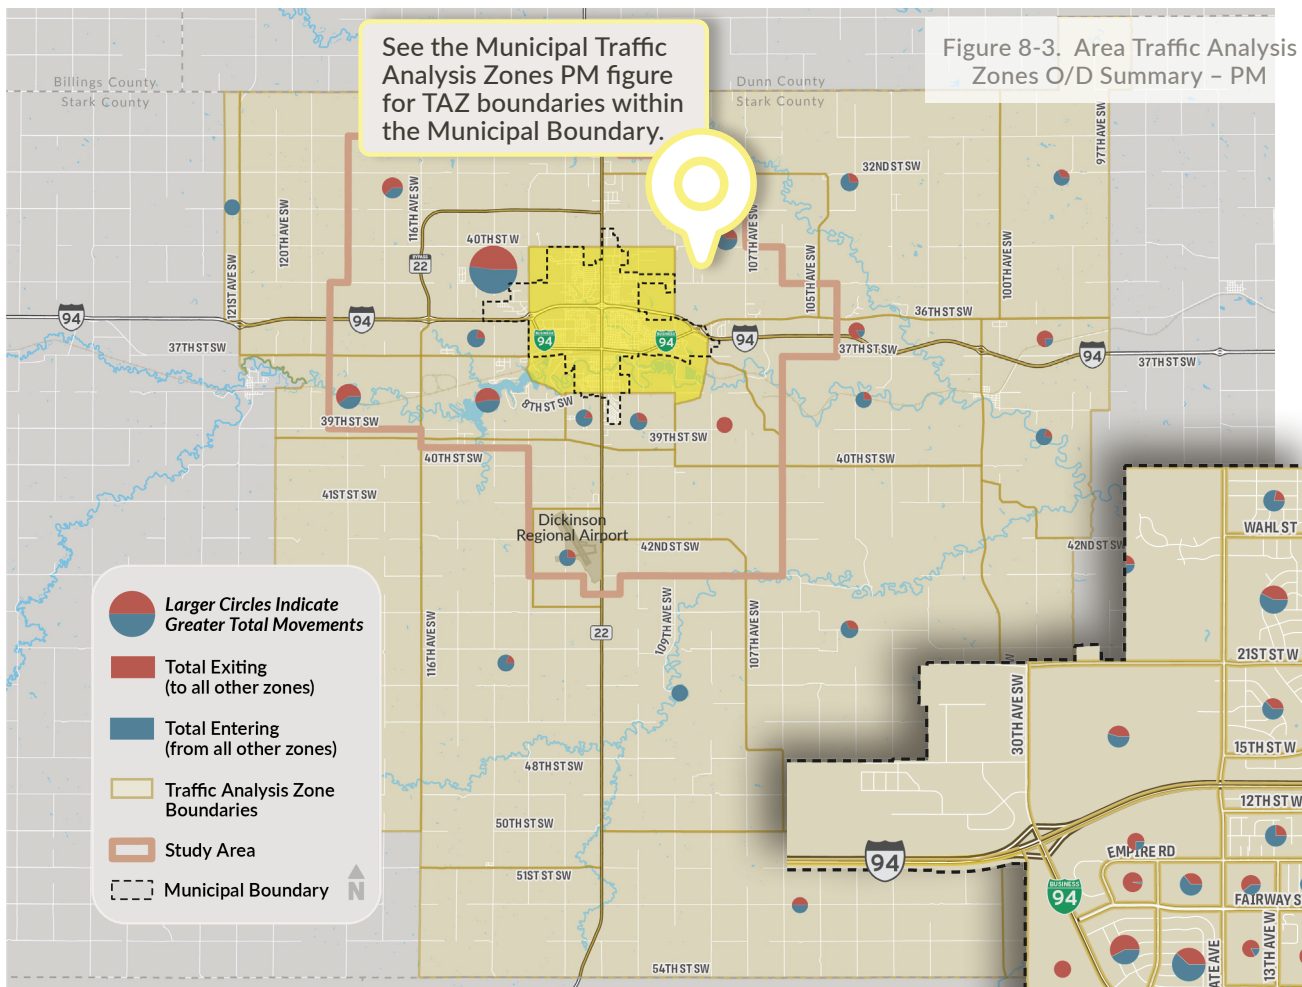 Figure 8-3. Area Traffic Analysis
Zones O/D Summary – PM
See the Municipal Traffic
Analysis Zones PM figure
for TAZ boundaries within
the Municipal Boundary.
Billings County
Stark County
Dunn County
Stark County
97TH AVE SW
32ND ST SW
116TH AVE SW
120TH AVE SW
121ST AVE SW
107TH AVE SW
105TH AVE SW
100TH AVE SW
40TH ST W
BYPASS
22
36TH ST SW
94
94
BUSINESS
94
BUSINESS
94
94
94
37TH ST SW
37TH ST SW
37TH ST SW
8TH ST SW
39TH ST SW
39TH ST SW
40TH ST SW
40TH ST SW
41ST ST SW
Dickinson
Regional Airport
42ND ST SW
42ND ST SW
116TH AVE SW
109TH AVE SW
107TH AVE SW
22
48TH ST SW
50TH ST SW
51ST ST SW
54TH ST SW
Larger Circles Indicate
Greater Total Movements
Total Exiting
(to all other zones)
Total Entering
(from all other zones)
Traffic Analysis Zone
Boundaries
Study Area
Municipal Boundary
N
WAHL ST
21ST ST W
30TH AVE SW
15TH ST W
12TH ST W
94
EMPIRE RD
BUSINESS
94
FAIRWAY S
13TH AVE W
ATE AVE